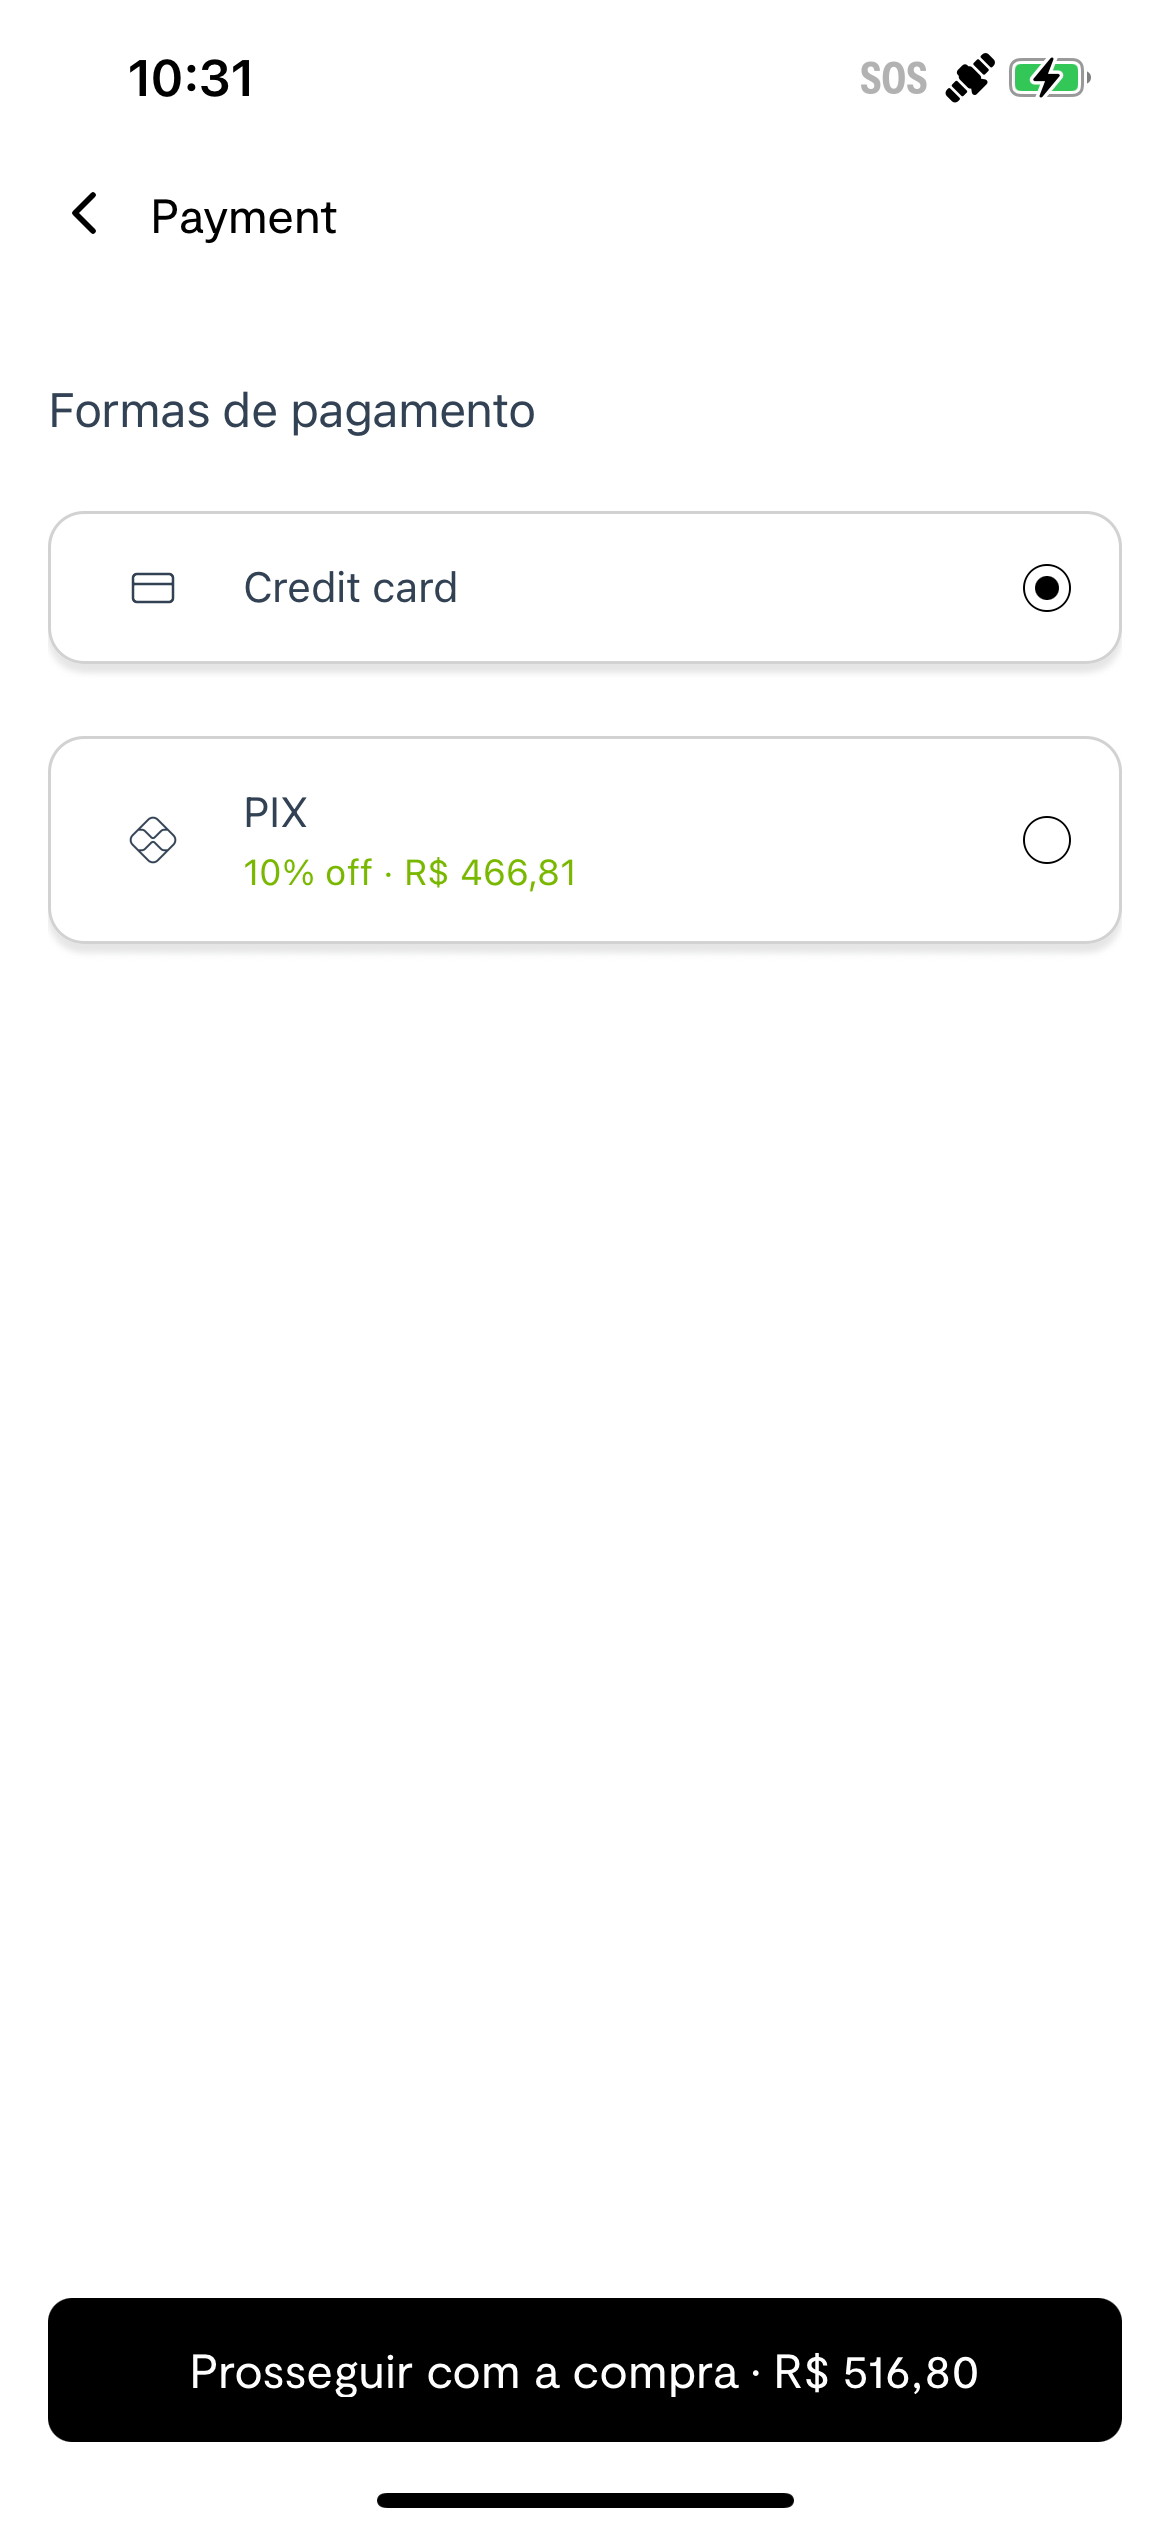 10:31
SOS
Payment
Formas de pagamento
Credit card
PIX
10% off · R$ 466,81
Prosseguir com a compra · R$ 516,80